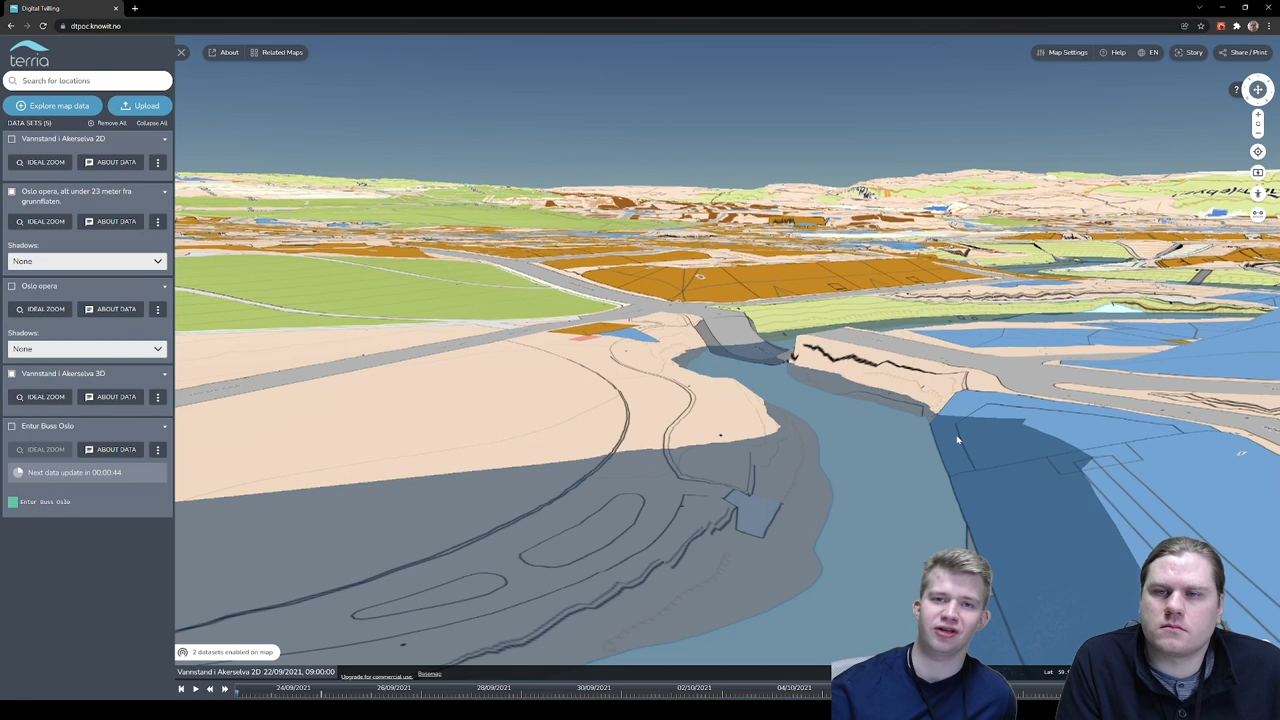 Digital Tvilling
dtpoc.knowit.no
terria
Search for locations
Explore map data
Upload
DATA SETS (5)
Remove All
Collapse All
Vannstand i Akerselva 2D
IDEAL ZOOM
ABOUT DATA
Oslo opera, alt under 23 meter fra
grunnflaten.
IDEAL ZOOM
ABOUT DATA
Shadows:
None
Oslo opera
IDEAL ZOOM
ABOUT DATA
Shadows:
None
Vannstand i Akerselva 3D
IDEAL ZOOM
ABOUT DATA
Entur Buss Oslo
IDEAL ZOOM
ABOUT DATA
Next data update in 00:00:44
Entur Buss Oslo
About
Related Maps
Map Settings
Help
EN
Story
Share / Print
?
2 datasets enabled on map
Vannstand i Akerselva 2D 22/09/2021, 09:00:00
Upgrade for commercial use.
Basemap
Lat
24/09/2021
26/09/2021
28/09/2021
30/09/2021
02/10/2021
04/10/2021